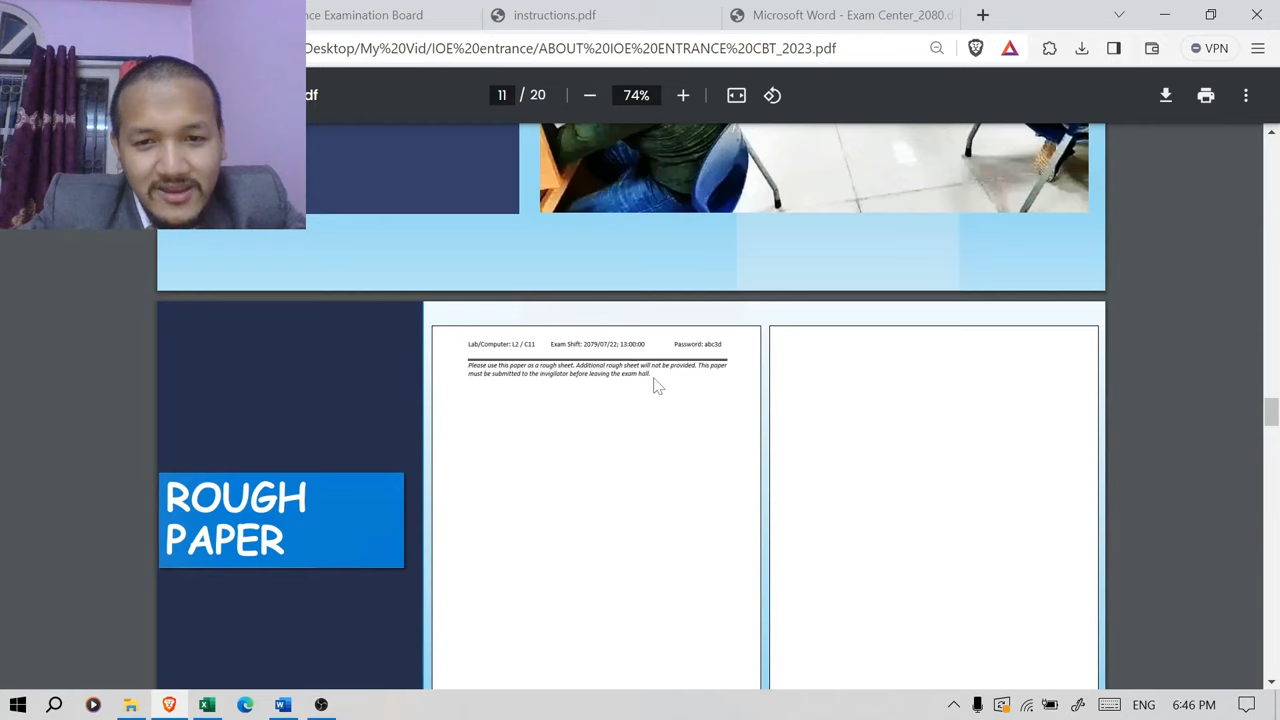 nce Examination Board
instructions.pdf
Microsoft Word - Exam Center_2080.d
Desktop/My%20Vid/IOE%20entrance/ABOUT%20IOE%20ENTRANCE%20CBT_2023.pdf
VPN
df
11 / 20
74%
Lab/Computer: L2 / C11 Exam Shift: 2079/07/22; 13:00:00 Password: abc3d
Please use this paper as a rough sheet. Additional rough sheet will not be provided. This paper
must be submitted to the invigilator before leaving the exam hall.
ROUGH
PAPER
ENG
6:46 PM